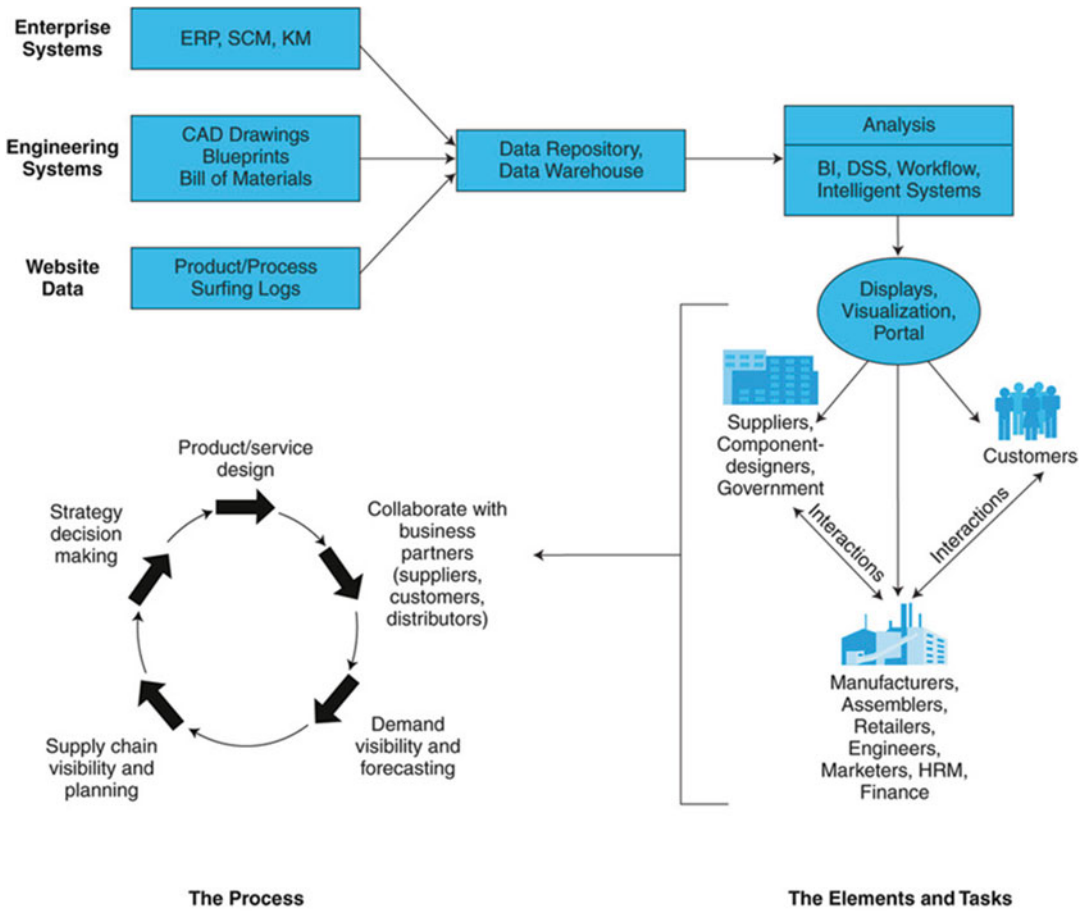 Enterprise
Systems
ERP, SCM, KM
Engineering
Systems
CAD Drawings
Blueprints
Bill of Materials
Website
Data
Product/Process
Surfing Logs
Data Repository,
Data Warehouse
Analysis
BI, DSS, Workflow,
Intelligent Systems
Displays,
Visualization,
Portal
Suppliers,
Component-
designers,
Government
Customers
Interactions
Interactions
Manufacturers,
Assemblers,
Retailers,
Engineers,
Marketers, HRM,
Finance
Product/service
design
Collaborate with
business
partners
(suppliers,
customers,
distributors)
Demand
visibility and
forecasting
Supply chain
visibility and
planning
Strategy
decision
making
The Process
The Elements and Tasks